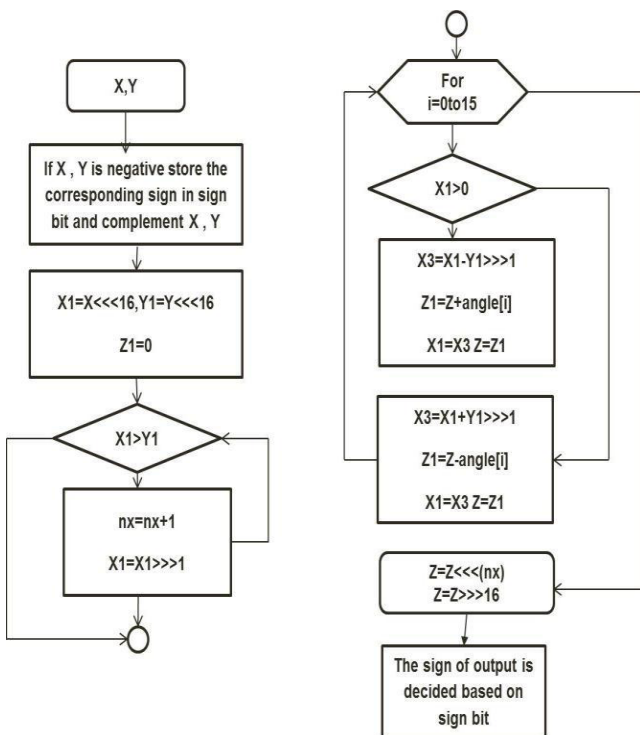 X,Y
If X , Y is negative store the
corresponding sign in sign
bit and complement X , Y
X1=X<<<16,Y1=Y<<<16
Z1=0
X1>Y1
nx=nx+1
X1=X1>>>1
For
i=0to15
X1>0
X3=X1-Y1>>>1
Z1=Z+angle[i]
X1=X3 Z=Z1
X3=X1+Y1>>>1
Z1=Z-angle[i]
X1=X3 Z=Z1
Z=Z<<<(nx)
Z=Z>>>16
The sign of output is
decided based on
sign bit